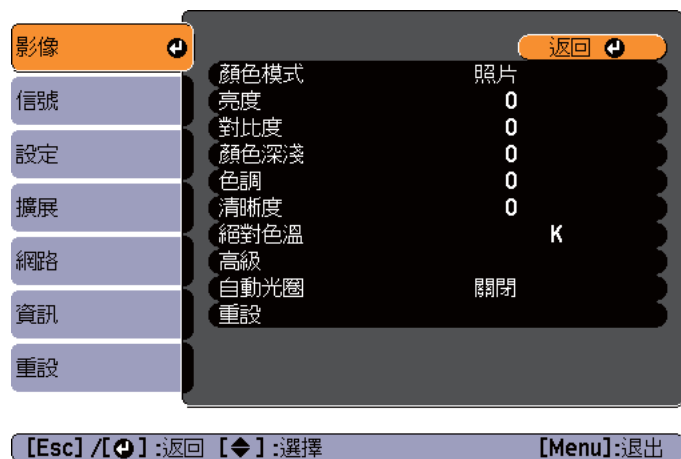 影像
信號
設定
擴展
網路
資訊
重設
返回
顏色模式 照片
亮度 0
對比度 0
顏色深淺 0
色調 0
清晰度 0
絕對色溫 K
高級
自動光圈 關閉
重設
[Esc] /[ ] :返回 [ ] :選擇 [Menu]:退出